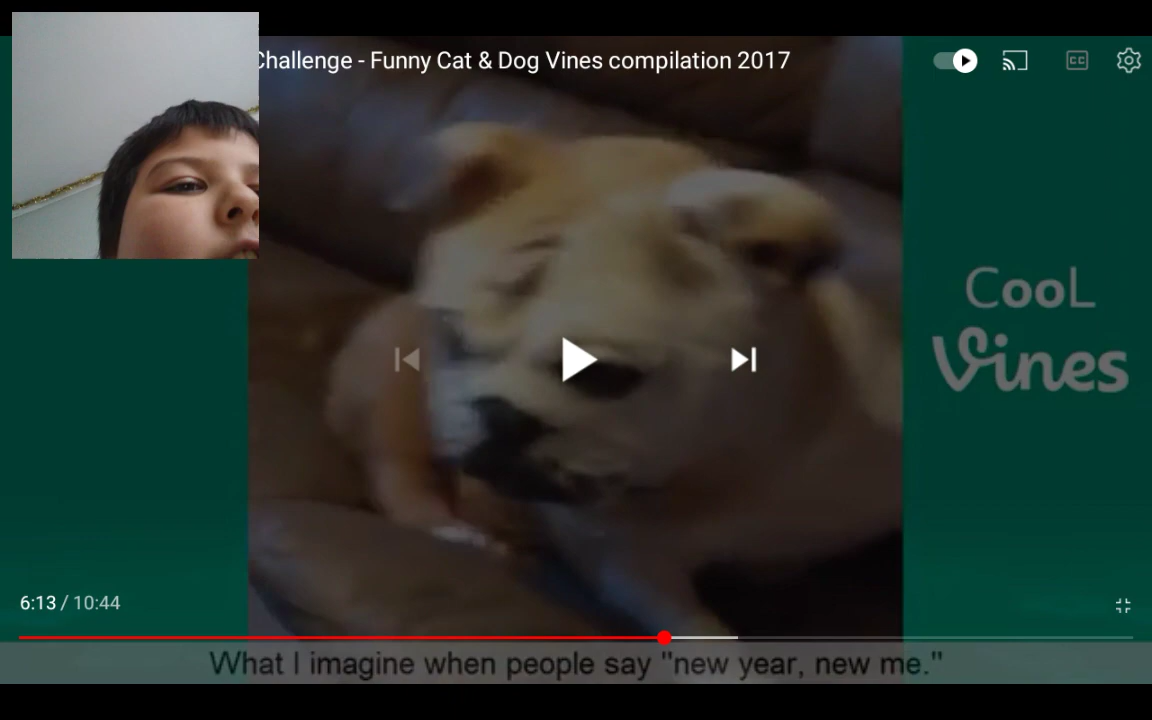 Challenge - Funny Cat & Dog Vines compilation 2017
CC
CooL
Vines
6:13 / 10:44
What I imagine when people say "new year, new me."